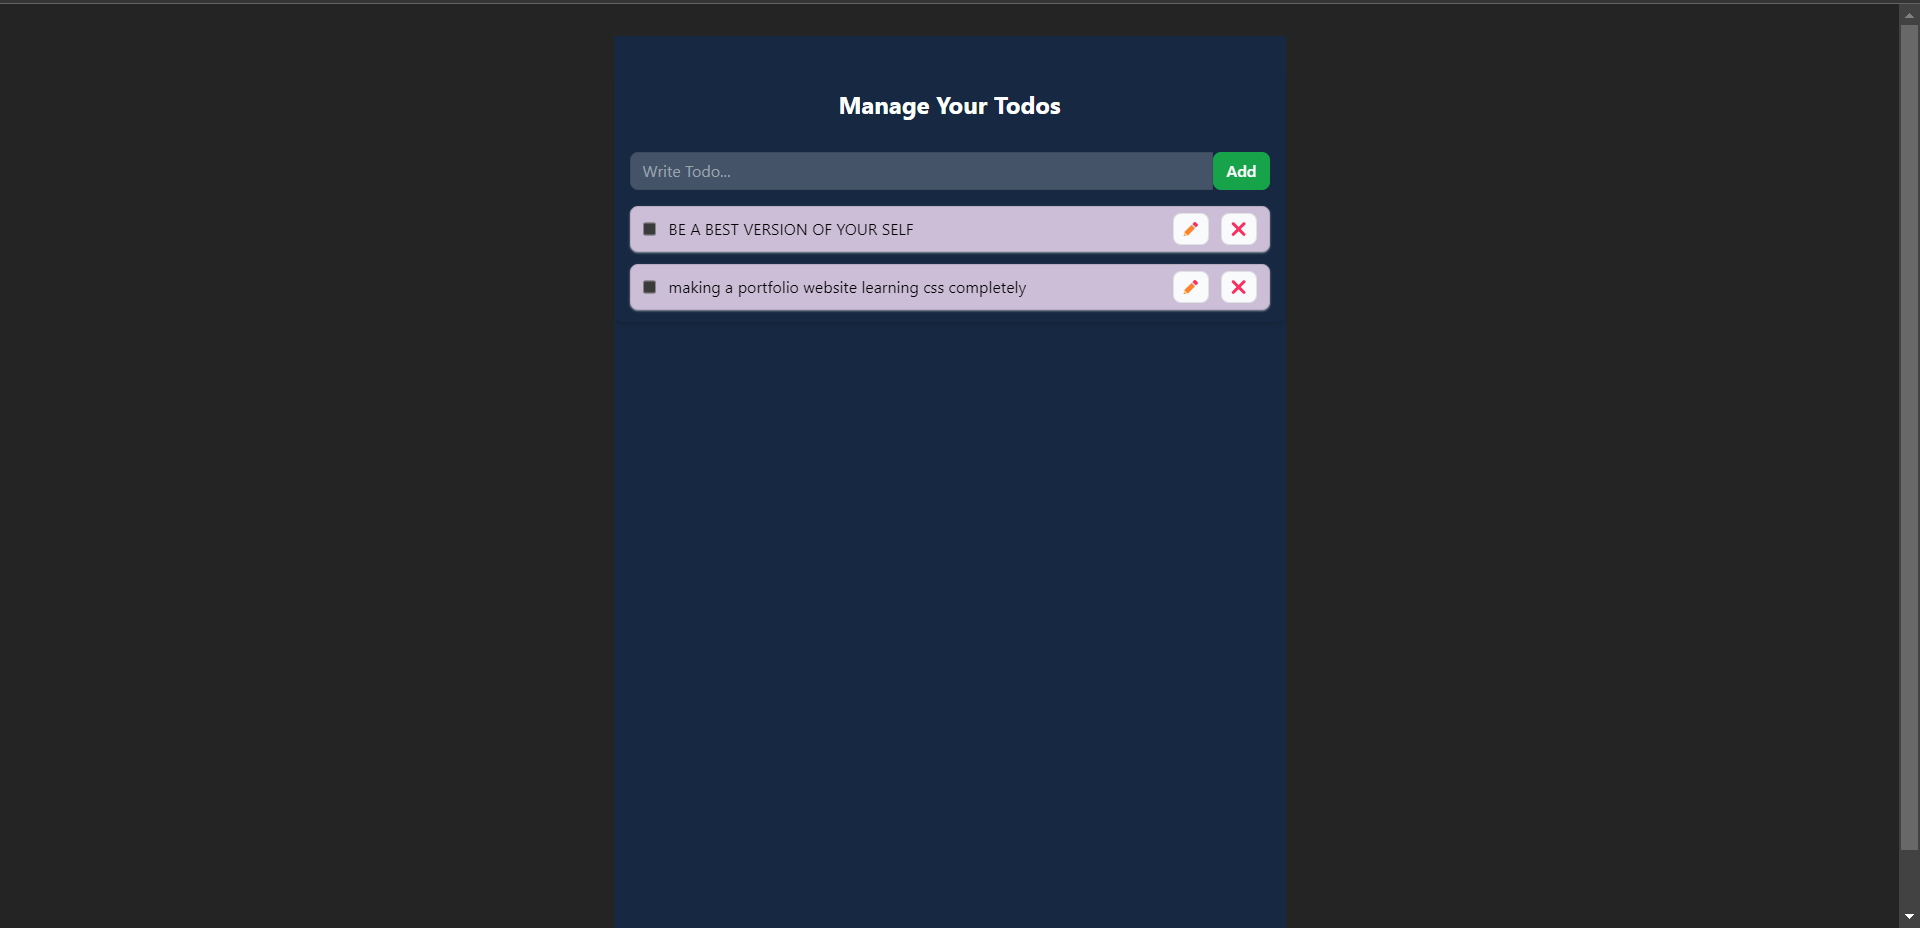 Manage Your Todos
Write Todo...
Add
BE A BEST VERSION OF YOUR SELF
making a portfolio website learning css completely